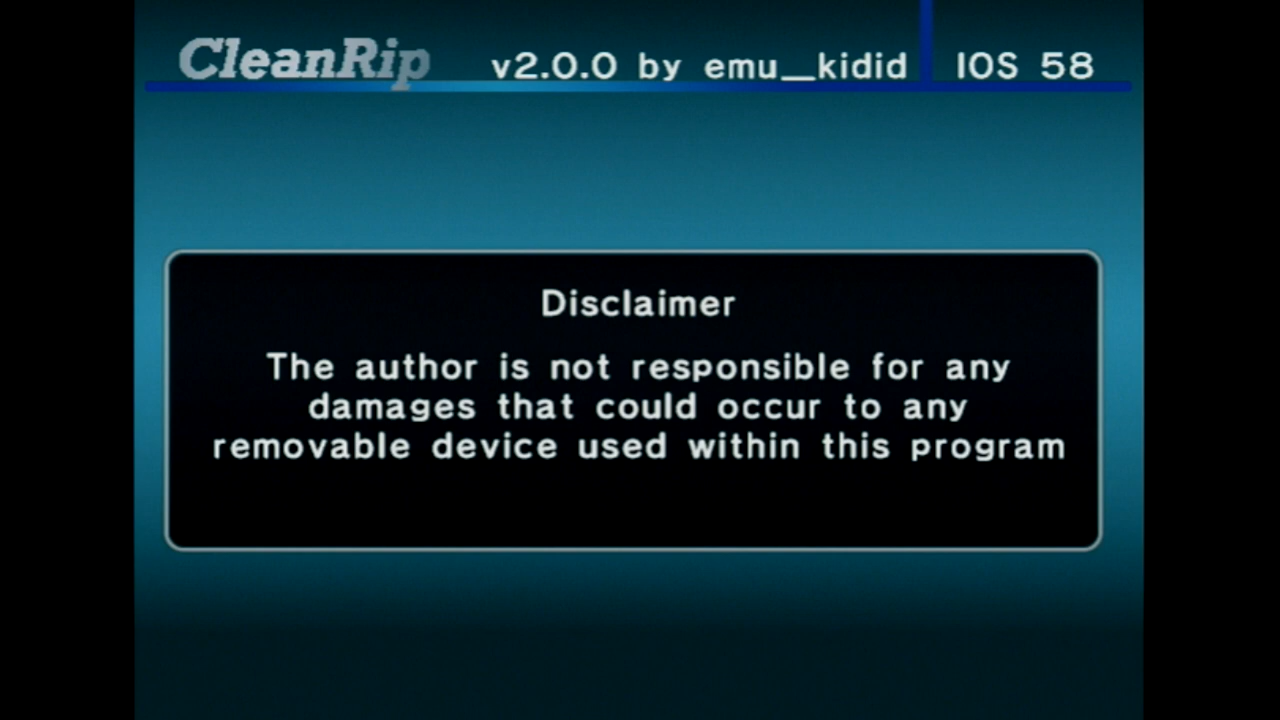 CleanRip v2.0.0 by emu_kidid IOS 58
Disclaimer
The author is not responsible for any
damages that could occur to any
removable device used within this program